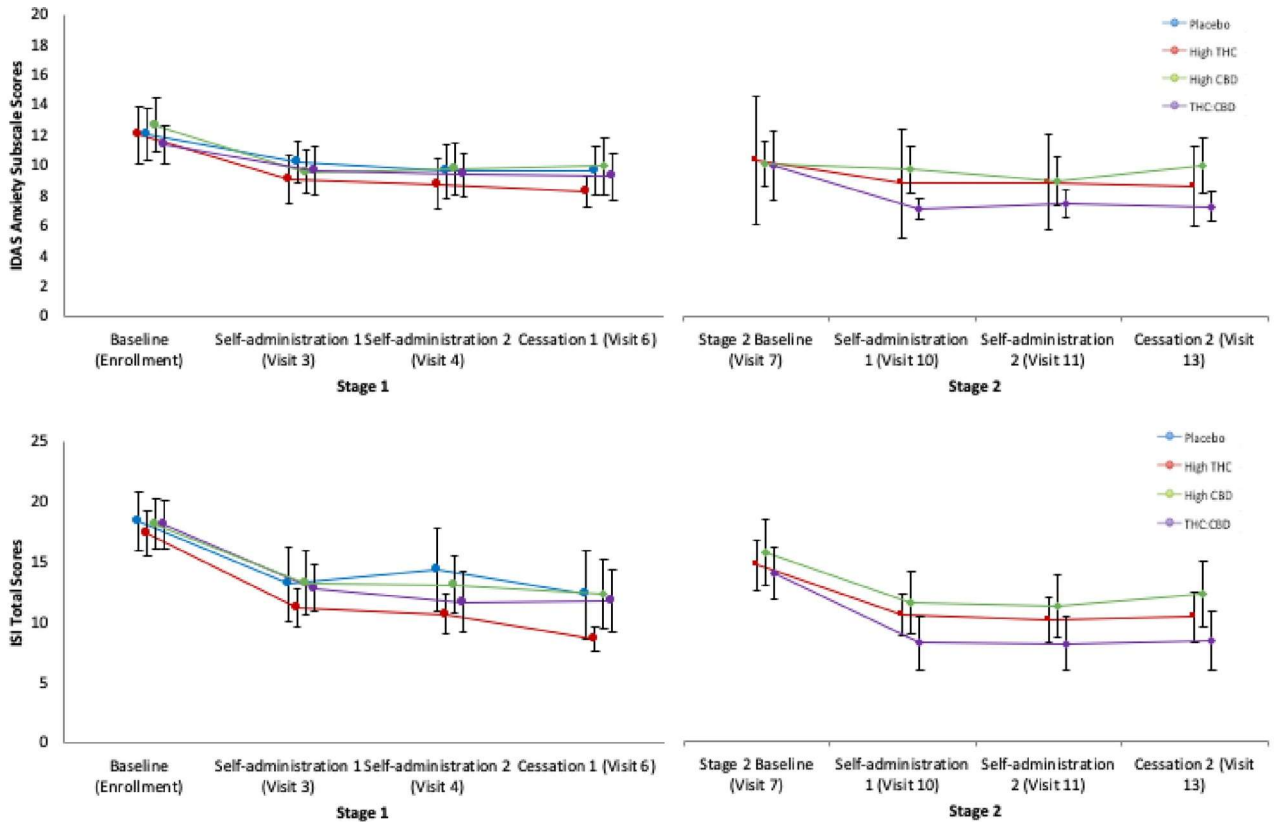 20
18
16
14
12
10
8
6
4
2
0
IDAS Anxiety Subscale Scores
Baseline
(Enrollment)
Self-administration 1
(Visit 3)
Self-administration 2
(Visit 4)
Cessation 1 (Visit 6)
Stage 1
Placebo
High THC
High CBD
THC:CBD
Stage 2 Baseline
(Visit 7)
Self-administration
1 (Visit 10)
Self-administration
2 (Visit 11)
Cessation 2 (Visit
13)
Stage 2
25
20
15
10
5
0
ISI Total Scores
Baseline
(Enrollment)
Self-administration 1
(Visit 3)
Self-administration 2
(Visit 4)
Cessation 1 (Visit 6)
Stage 1
Placebo
High THC
High CBD
THC:CBD
Stage 2 Baseline
(Visit 7)
Self-administration
1 (Visit 10)
Self-administration
2 (Visit 11)
Cessation 2 (Visit
13)
Stage 2